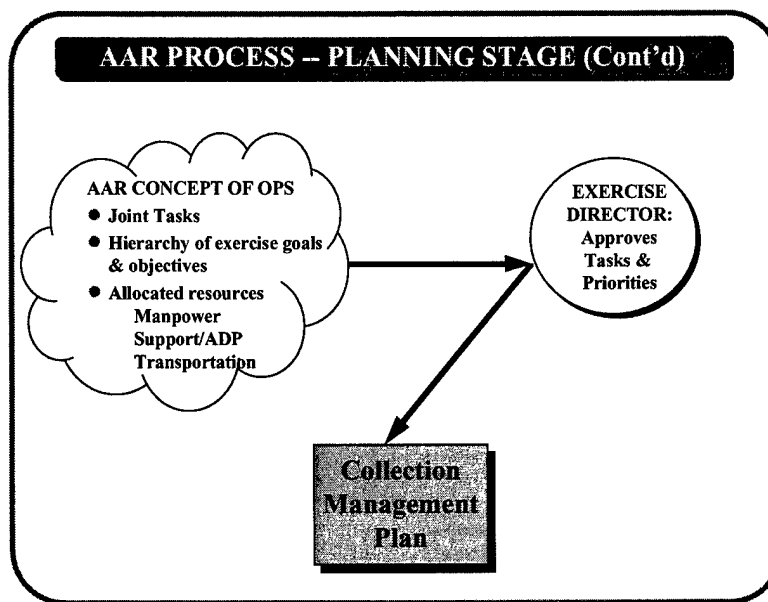 AAR PROCESS -- PLANNING STAGE (Cont'd)
AAR CONCEPT OF OPS
● Joint Tasks
● Hierarchy of exercise goals
& objectives
● Allocated resources
Manpower
Support/ADP
Transportation
EXERCISE
DIRECTOR:
Approves
Tasks &
Priorities
Collection
Management
Plan